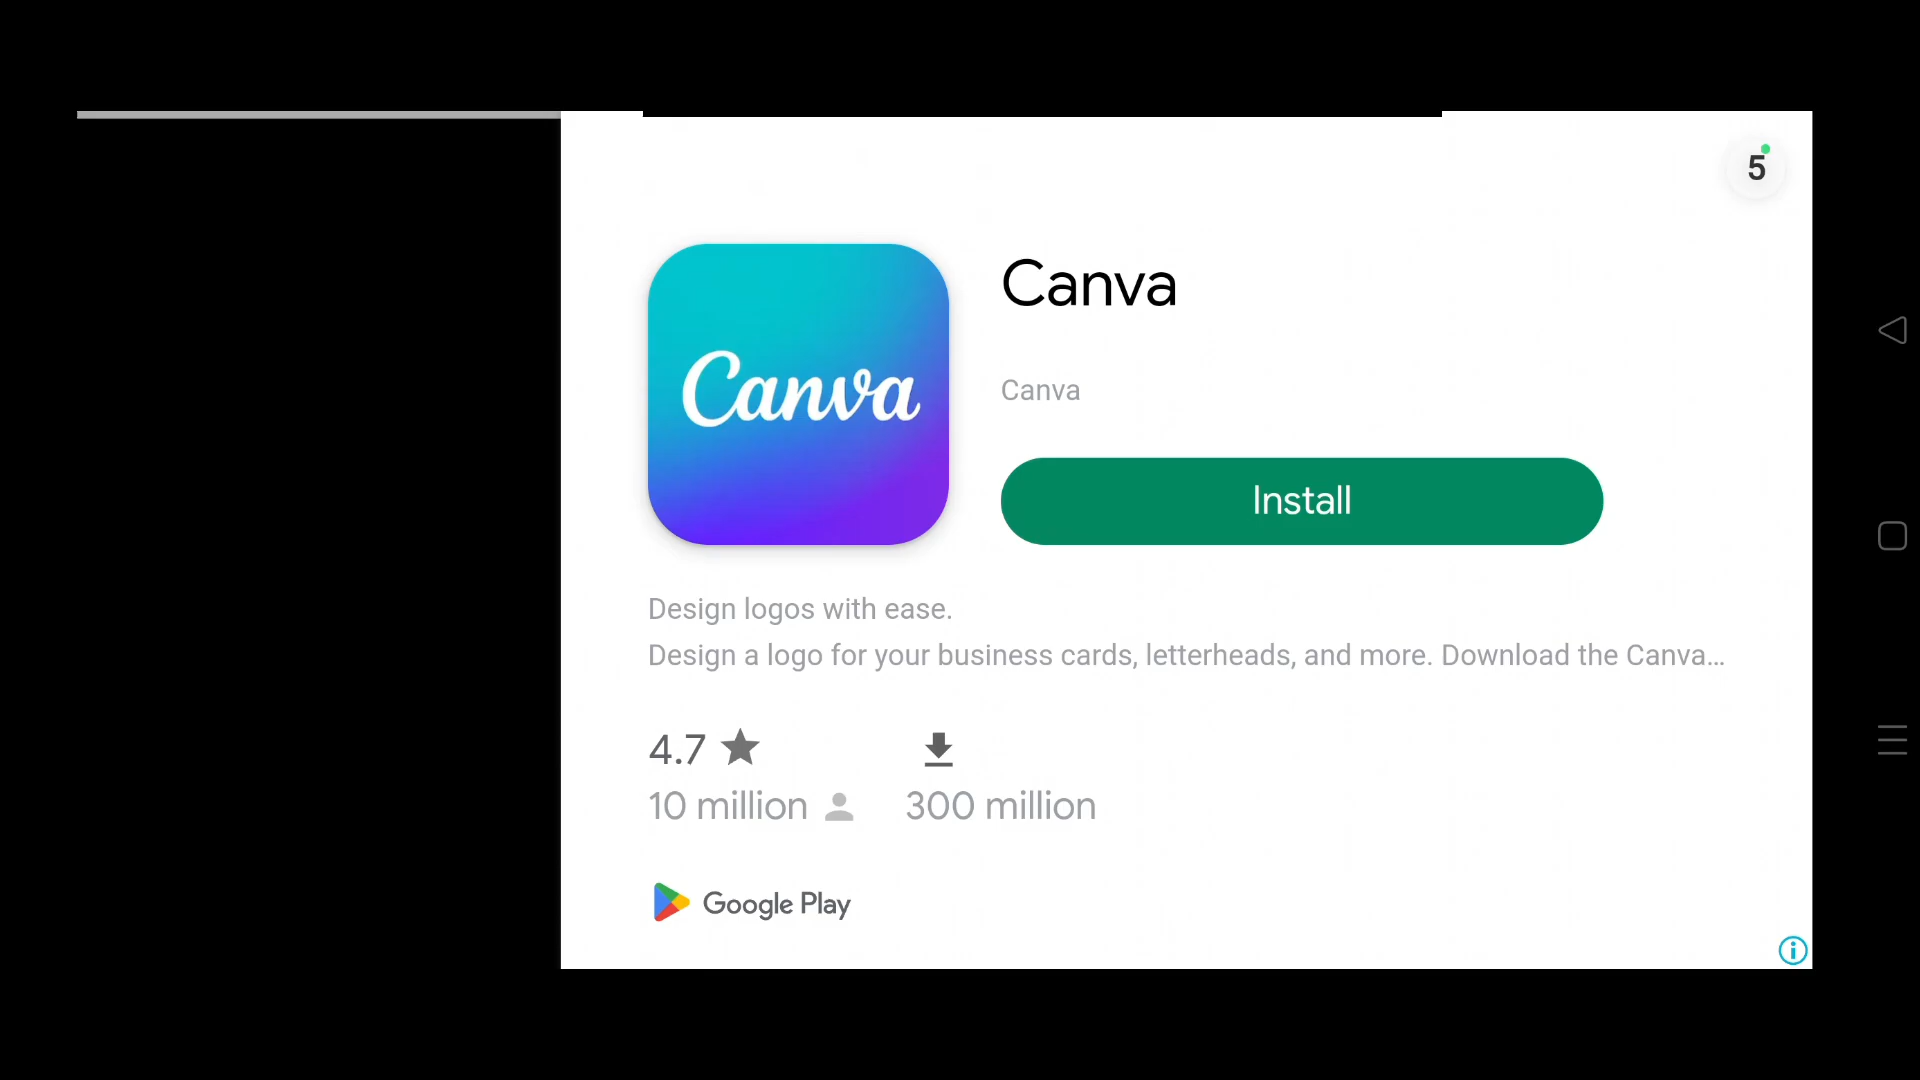 5
Canva
Canva
Canva
Install
Design logos with ease.
Design a logo for your business cards, letterheads, and more. Download the Canva...
4.7
10 million
300 million
Google Play